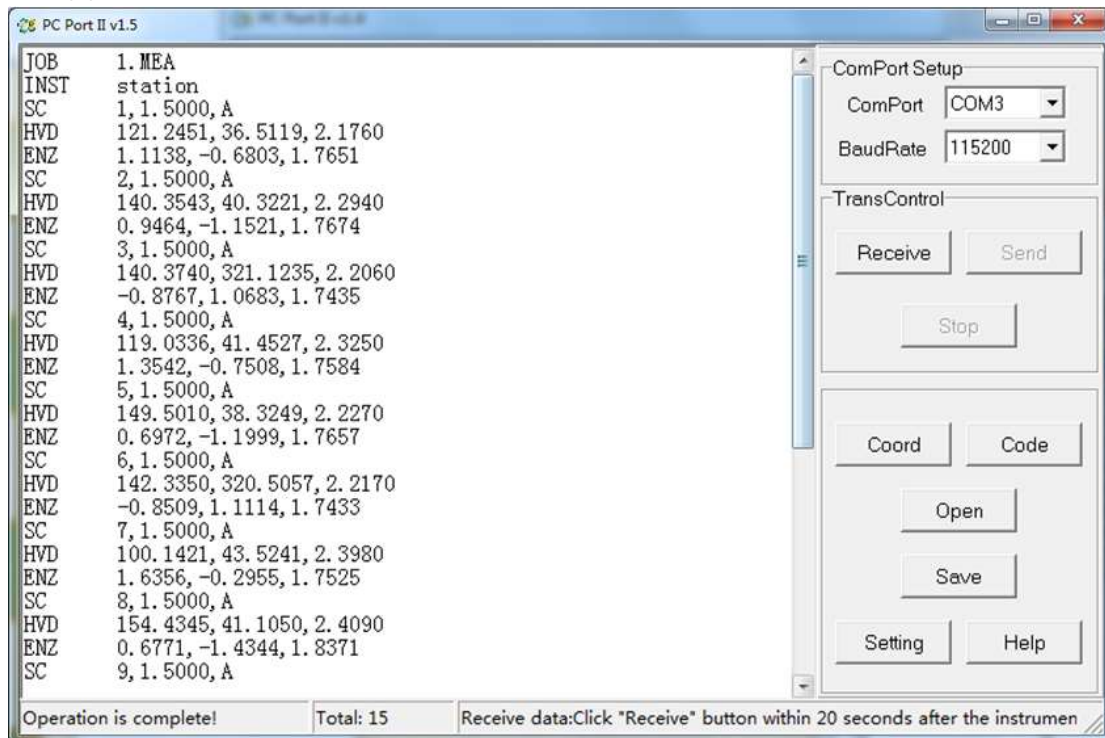 PC Port II v1.5
JOB 1.MEA
INST station
SC 1,1.5000,A
HVD 121.2451,36.5119,2.1760
ENZ 1.1138,-0.6803,1.7651
SC 2,1.5000,A
HVD 140.3543,40.3221,2.2940
ENZ 0.9464,-1.1521,1.7674
SC 3,1.5000,A
HVD 140.3740,321.1235,2.2060
ENZ -0.8767,1.0683,1.7435
SC 4,1.5000,A
HVD 119.0336,41.4527,2.3250
ENZ 1.3542,-0.7508,1.7584
SC 5,1.5000,A
HVD 149.5010,38.3249,2.2270
ENZ 0.6972,-1.1999,1.7657
SC 6,1.5000,A
HVD 142.3350,320.5057,2.2170
ENZ -0.8509,1.1114,1.7433
SC 7,1.5000,A
HVD 100.1421,43.5241,2.3980
ENZ 1.6356,-0.2955,1.7525
SC 8,1.5000,A
HVD 154.4345,41.1050,2.4090
ENZ 0.6771,-1.4344,1.8371
SC 9,1.5000,A
ComPort Setup
ComPort COM3
BaudRate 115200
TransControl
Receive Send
Stop
Coord Code
Open
Save
Setting Help
Operation is complete! Total: 15 Receive data:Click "Receive" button within 20 seconds after the instrumen